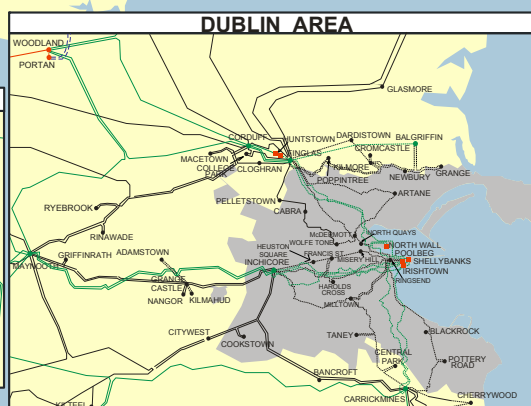 DUBLIN AREA
WOODLAND
PORTAN
GLASMORE
CORDUFF
HUNTSTOWN
DARDISTOWN
BALGRIFFIN
FINGLAS
CROMCASTLE
MACETOWN
COLLEGE
PARK
CLOGHRAN
KILMORE
GRANGE
POPPINTREE
NEWBURY
ARTANE
PELLETSTOWN
CABRA
RYEBROOK
RINAWADE
McDERMOTT
NORTH QUAYS
WOLFE TONE
NORTH WALL
HEUSTON
SQUARE
FRANCIS ST.
MISERY HILL
POOLBEG
SHELLYBANKS
IRISHTOWN
RINGSEND
GRIFFINRATH
ADAMSTOWN
INCHICORE
MAYNOOTH
GRANGE
CASTLE
NANGOR
KILMAHUD
HAROLDS
CROSS
MILLTOWN
CITYWEST
COOKSTOWN
TANEY
BLACKROCK
CENTRAL
PARK
POTTERY
ROAD
BANCROFT
CARRICKMINES
CHERRYWOOD